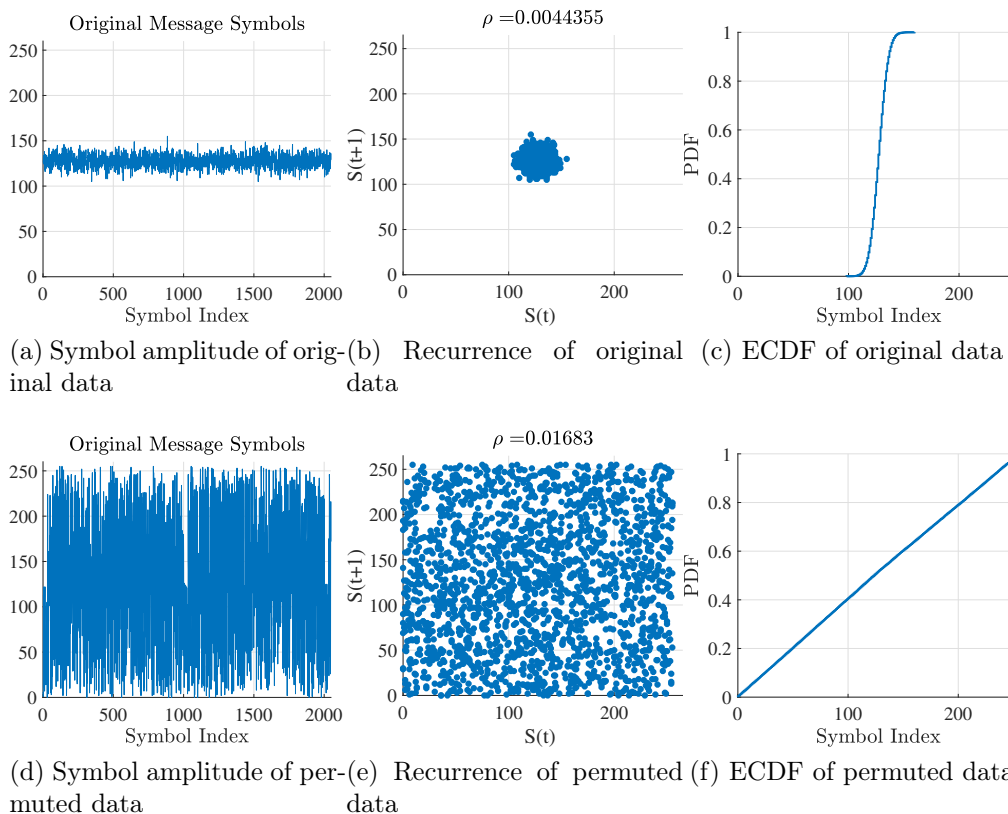 Original Message Symbols
250
200
150
100
50
0
0 500 1000 1500 2000
Symbol Index
ρ =0.0044355
250
200
150
100
50
0
S(t+1)
0 100 200
S(t)
1
0.8
0.6
0.4
0.2
0
PDF
0 100 200
Symbol Index
(a) Symbol amplitude of orig-
inal data
(b) Recurrence of original
data
(c) ECDF of original data
Original Message Symbols
250
200
150
100
50
0
0 500 1000 1500 2000
Symbol Index
ρ =0.01683
250
200
150
100
50
0
S(t+1)
0 100 200
S(t)
1
0.8
0.6
0.4
0.2
0
PDF
0 100 200
Symbol Index
(d) Symbol amplitude of per-
muted data
(e) Recurrence of permuted
data
(f) ECDF of permuted data